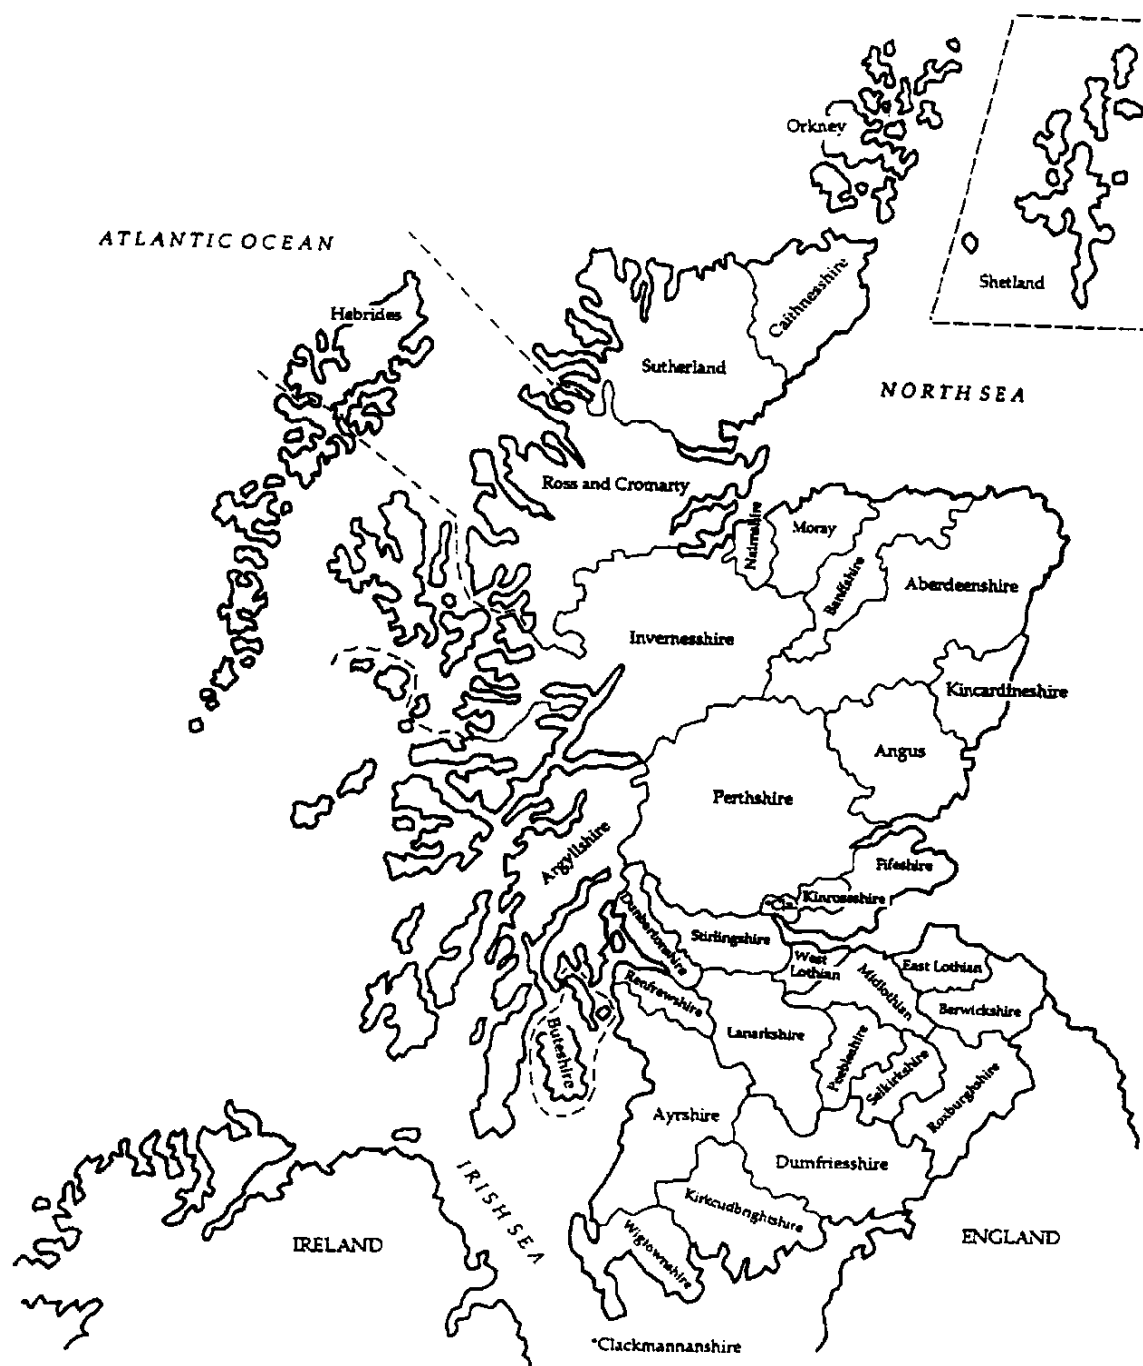 Orkney
ATLANTIC OCEAN
Shetland
Hebrides
Caithnesshire
Sutherland
NORTH SEA
Ross and Cromarty
Nairnshire
Moray
Banffshire
Aberdeenshire
Invernesshire
Kincardineshire
Angus
Perthshire
Argyllshire
Fifeshire
Kinrossshire
*Cla.
Dunbartonshire
Stirlingshire
West
Lothian
Midlothian
East Lothian
Renfrewshire
Berwickshire
Lanarkshire
Peeblesshire
Selkirkshire
Roxburghshire
Buteshire
Ayrshire
Dumfriesshire
Kirkcudbrightshire
Wigtownshire
IRISH SEA
IRELAND
ENGLAND
*Clackmannanshire